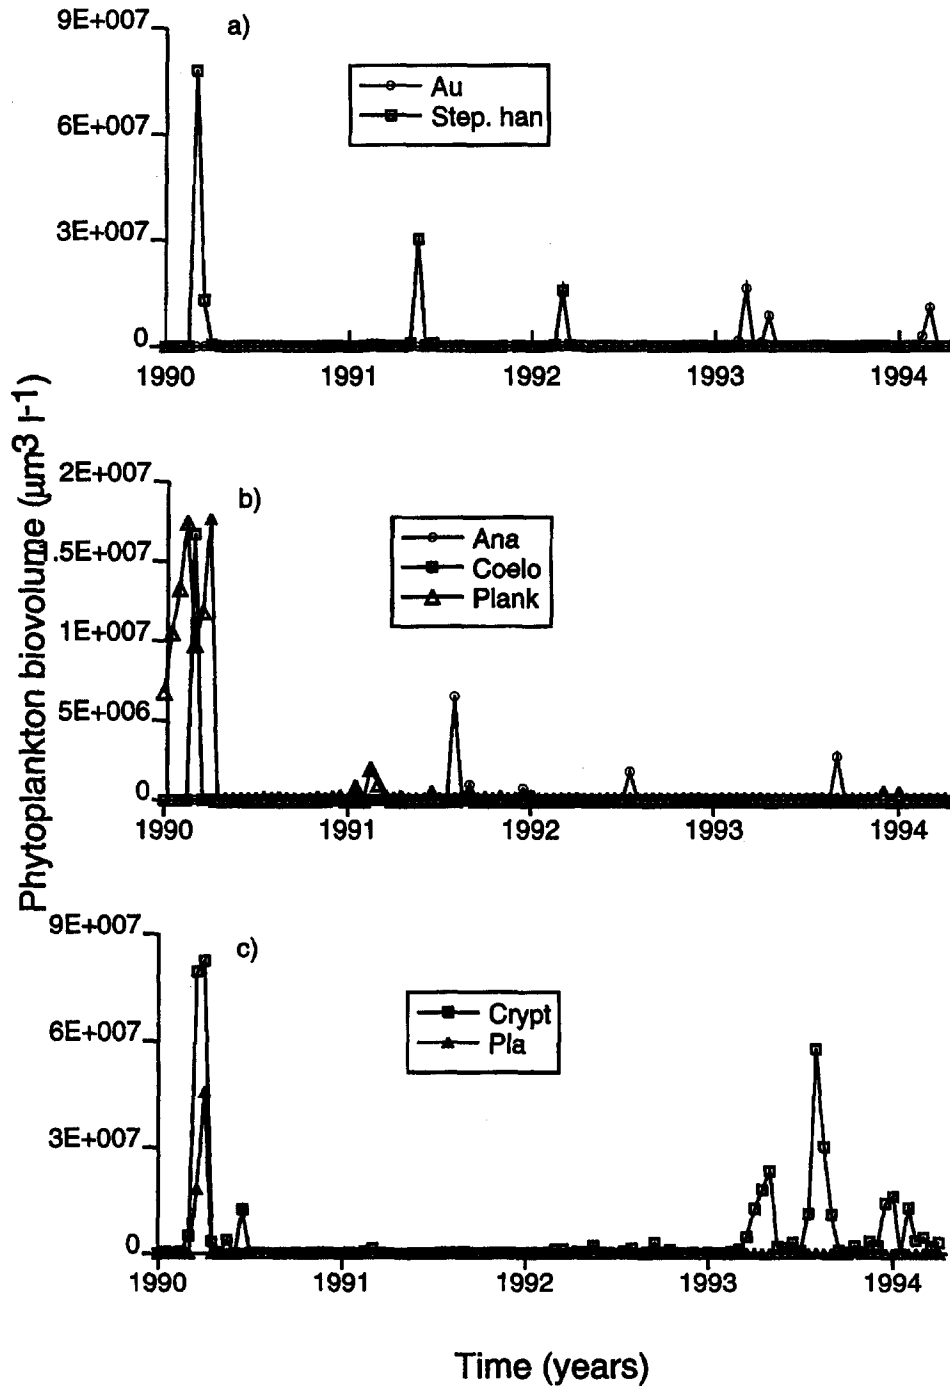 9E+007
a)
Au
Step. han
6E+007
3E+007
0
1990 1991 1992 1993 1994
Phytoplankton biovolume (µm3 l-1)
2E+007
b)
Ana
Coelo
Plank
1.5E+007
1E+007
5E+006
0
1990 1991 1992 1993 1994
9E+007
c)
Crypt
Pla
6E+007
3E+007
0
1990 1991 1992 1993 1994
Time (years)